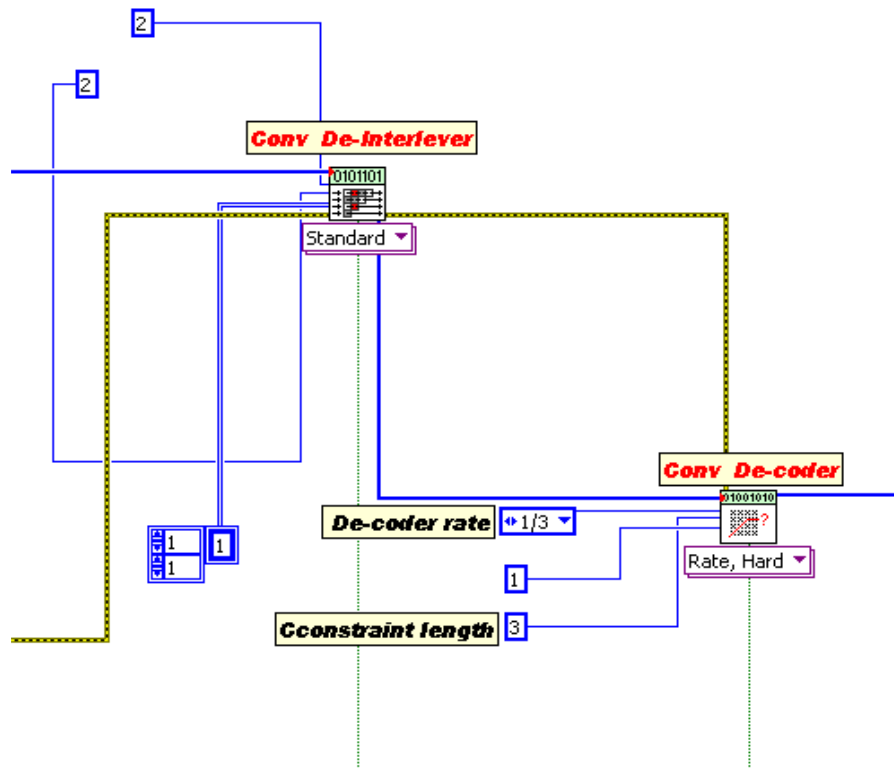 2
2
Conv De-Interlever
0101101
Standard
Conv De-coder
01001010
De-coder rate 1/3
?
1
1
1
Rate, Hard
1
Cconstraint length 3